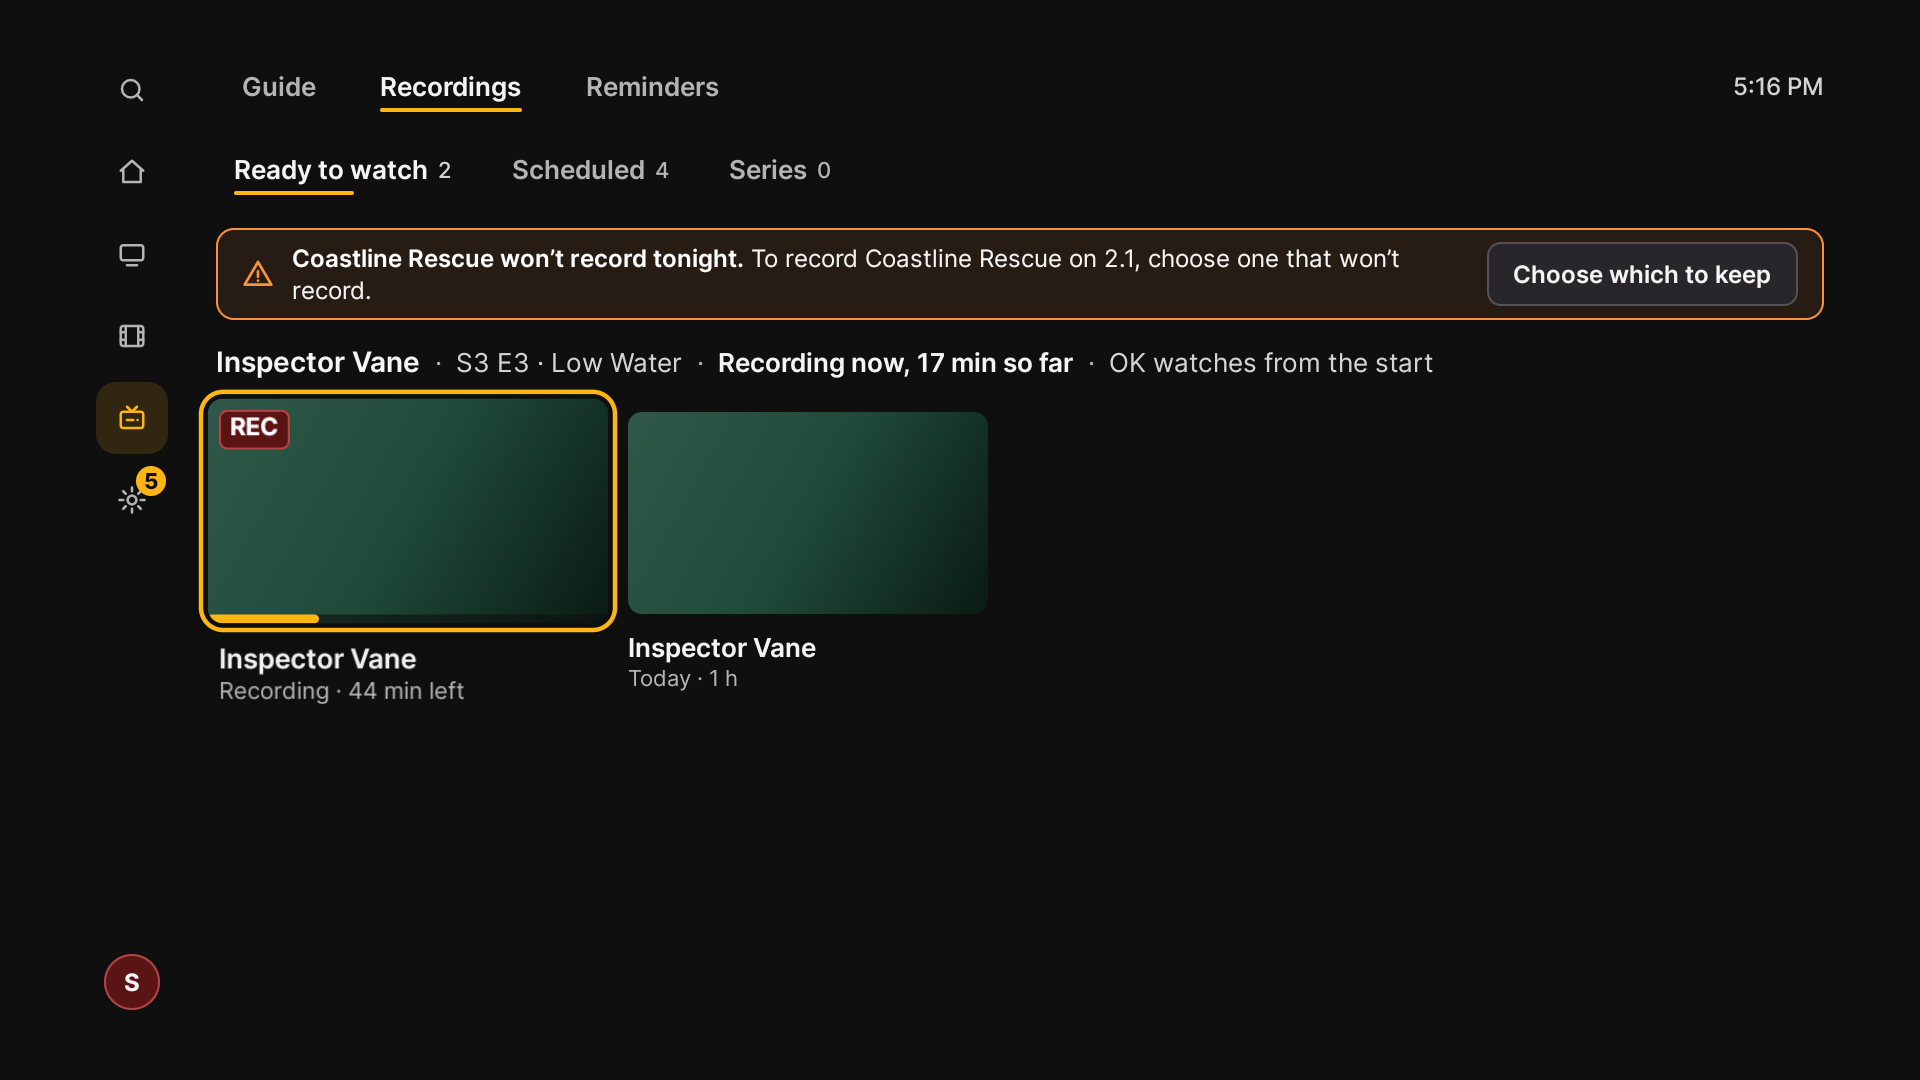 Guide Recordings Reminders 5:16 PM
Ready to watch 2 Scheduled 4 Series 0
Coastline Rescue won’t record tonight. To record Coastline Rescue on 2.1, choose one that won’t
record.
Choose which to keep
Inspector Vane · S3 E3 · Low Water · Recording now, 17 min so far · OK watches from the start
REC
Inspector Vane
Recording · 44 min left
Inspector Vane
Today · 1 h
5
S